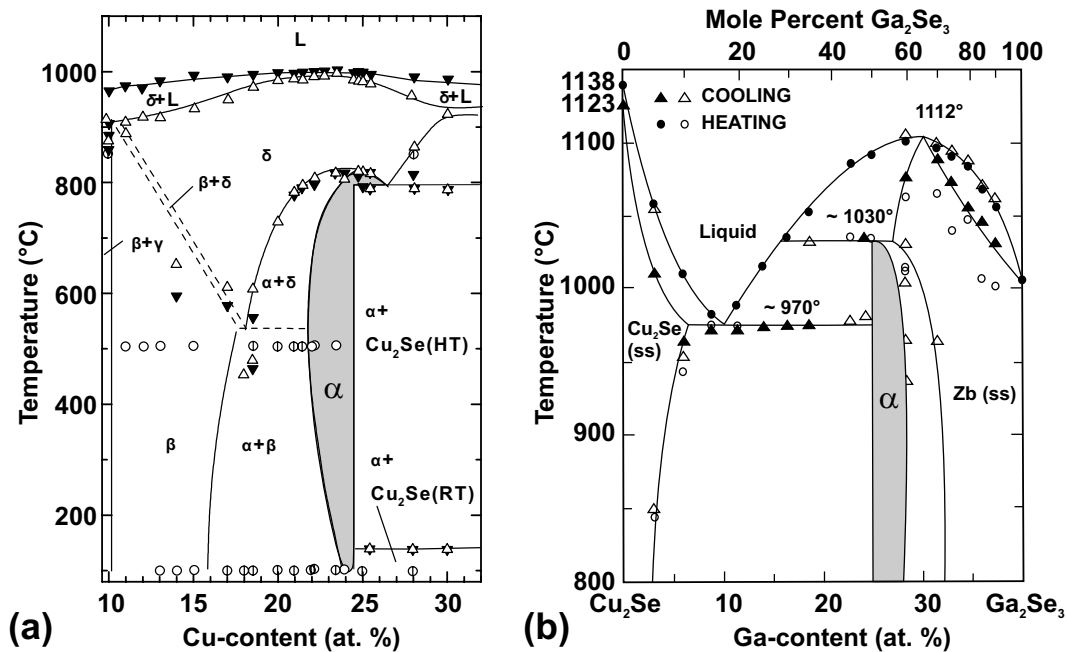 Mole Percent Ga₂Se₃
0 20 40 60 80 100
L
1000
δ+L
δ+L
δ
β+δ
800
β+γ
600
α+δ
α+
Cu₂Se(HT)
α
400
β
α+β
α+
Cu₂Se(RT)
200
Temperature (°C)
10 15 20 25 30
Cu-content (at. %)
(a)
1138
1123
COOLING
HEATING
1112°
1100
Liquid
~ 1030°
1000
~ 970°
Cu₂Se
(ss)
α
Zb (ss)
900
800
Temperature (°C)
Cu₂Se 10 20 30 Ga₂Se₃
Ga-content (at. %)
(b)